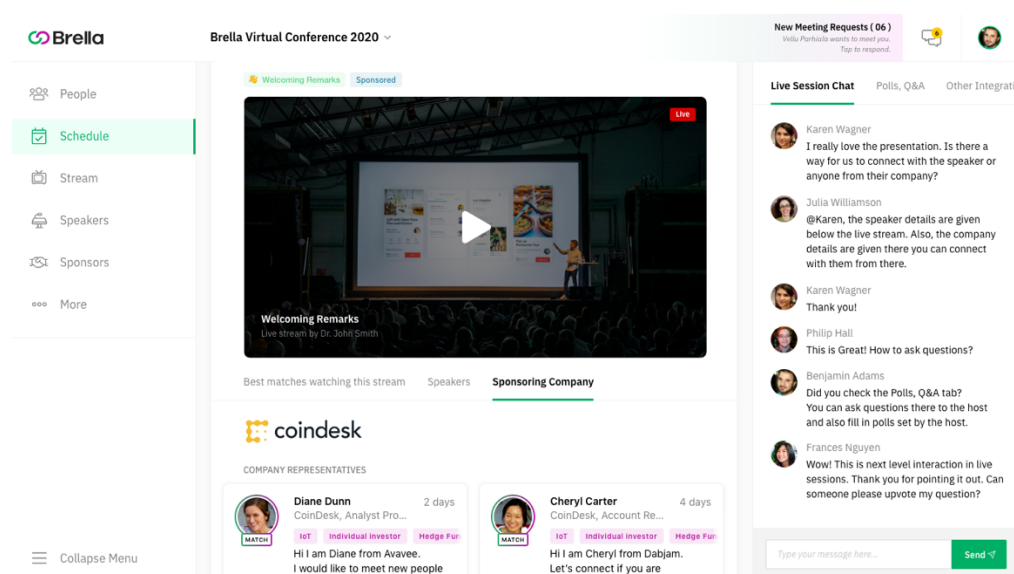 Brella
Brella Virtual Conference 2020
New Meeting Requests ( 06 )
Vellu Parhiala wants to meet you.
Tap to respond.
6
People
Schedule
Stream
Speakers
Sponsors
More
Collapse Menu
Welcoming Remarks
Sponsored
Live
Welcoming Remarks
Live stream by Dr. John Smith
Best matches watching this stream
Speakers
Sponsoring Company
coindesk
COMPANY REPRESENTATIVES
Diane Dunn
2 days
CoinDesk, Analyst Pro...
IoT
Individual investor
Hedge Fun
MATCH
Hi I am Diane from Avavee.
I would like to meet new people
Cheryl Carter
4 days
CoinDesk, Account Re...
IoT
Individual investor
Hedge Fun
MATCH
Hi I am Cheryl from Dabjam.
Let's connect if you are
Live Session Chat
Polls, Q&A
Other Integrati
Karen Wagner
I really love the presentation. Is there a
way for us to connect with the speaker or
anyone from their company?
Julia Williamson
@Karen, the speaker details are given
below the live stream. Also, the company
details are given there you can connect
with them from there.
Karen Wagner
Thank you!
Philip Hall
This is Great! How to ask questions?
Benjamin Adams
Did you check the Polls, Q&A tab?
You can ask questions there to the host
and also fill in polls set by the host.
Frances Nguyen
Wow! This is next level interaction in live
sessions. Thank you for pointing it out. Can
someone please upvote my question?
Type your message here...
Send